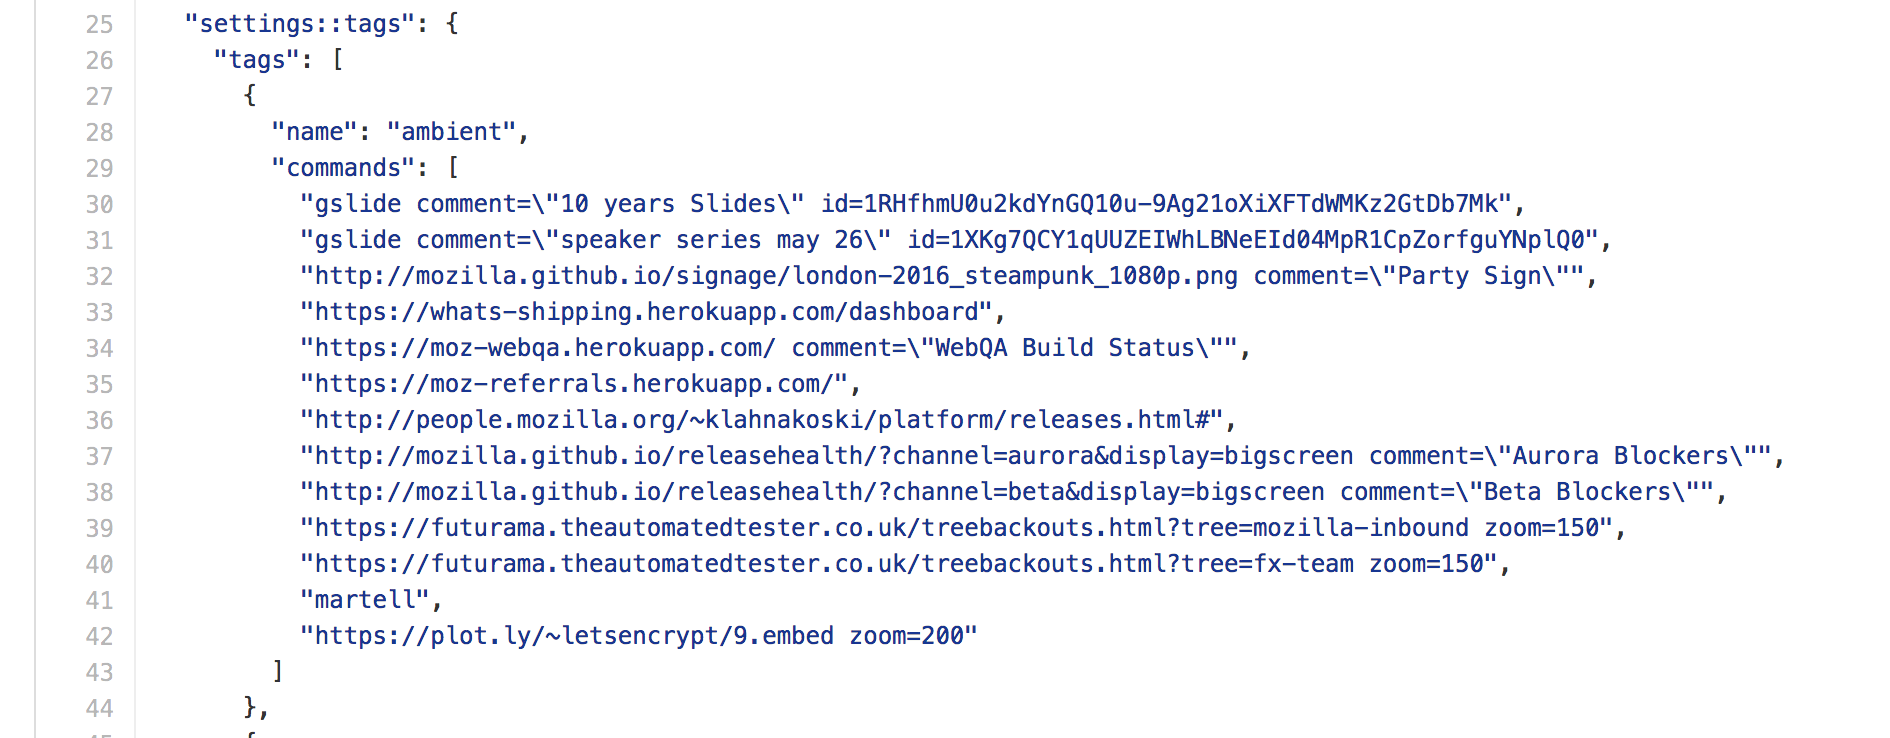 25 "settings::tags": {
26 "tags": [
27 {
28 "name": "ambient",
29 "commands": [
30 "gslide comment=\"10 years Slides\" id=1RHfhmU0u2kdYnGQ10u-9Ag21oXiXFTdWMKz2GtDb7Mk",
31 "gslide comment=\"speaker series may 26\" id=1XKg7QCY1qUUZEIWhLBNeEId04MpR1CpZorfguYNplQ0",
32 "http://mozilla.github.io/signage/london-2016_steampunk_1080p.png comment=\"Party Sign\"",
33 "https://whats-shipping.herokuapp.com/dashboard",
34 "https://moz-webqa.herokuapp.com/ comment=\"WebQA Build Status\"",
35 "https://moz-referrals.herokuapp.com/",
36 "http://people.mozilla.org/~klahnakoski/platform/releases.html#",
37 "http://mozilla.github.io/releasehealth/?channel=aurora&display=bigscreen comment=\"Aurora Blockers\"",
38 "http://mozilla.github.io/releasehealth/?channel=beta&display=bigscreen comment=\"Beta Blockers\"",
39 "https://futurama.theautomatedtester.co.uk/treebackouts.html?tree=mozilla-inbound zoom=150",
40 "https://futurama.theautomatedtester.co.uk/treebackouts.html?tree=fx-team zoom=150",
41 "martell",
42 "https://plot.ly/~letsencrypt/9.embed zoom=200"
43 ]
44 },